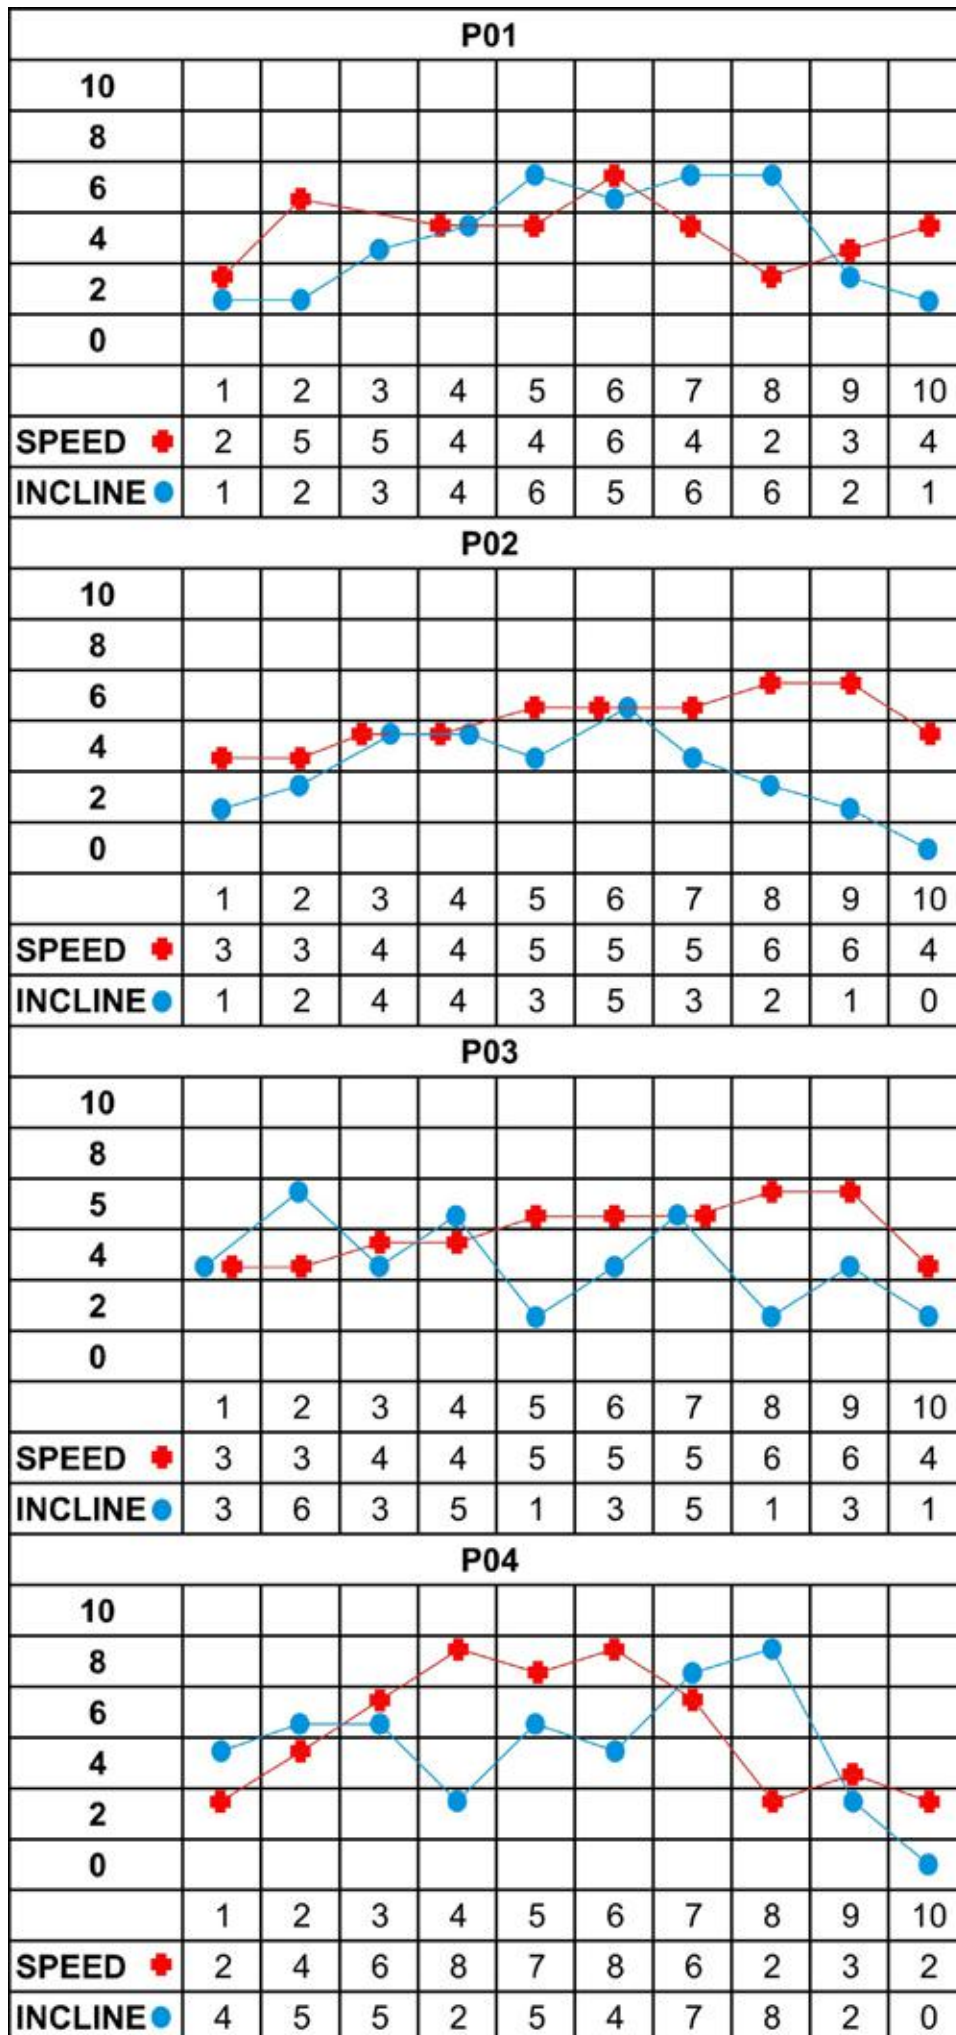 P01
10
8
6
4
2
0
1 2 3 4 5 6 7 8 9 10
SPEED 2 5 5 4 4 6 4 2 3 4
INCLINE 1 2 3 4 6 5 6 6 2 1
P02
10
8
6
4
2
0
1 2 3 4 5 6 7 8 9 10
SPEED 3 3 4 4 5 5 5 6 6 4
INCLINE 1 2 4 4 3 5 3 2 1 0
P03
10
8
5
4
2
0
1 2 3 4 5 6 7 8 9 10
SPEED 3 3 4 4 5 5 5 6 6 4
INCLINE 3 6 3 5 1 3 5 1 3 1
P04
10
8
6
4
2
0
1 2 3 4 5 6 7 8 9 10
SPEED 2 4 6 8 7 8 6 2 3 2
INCLINE 4 5 5 2 5 4 7 8 2 0